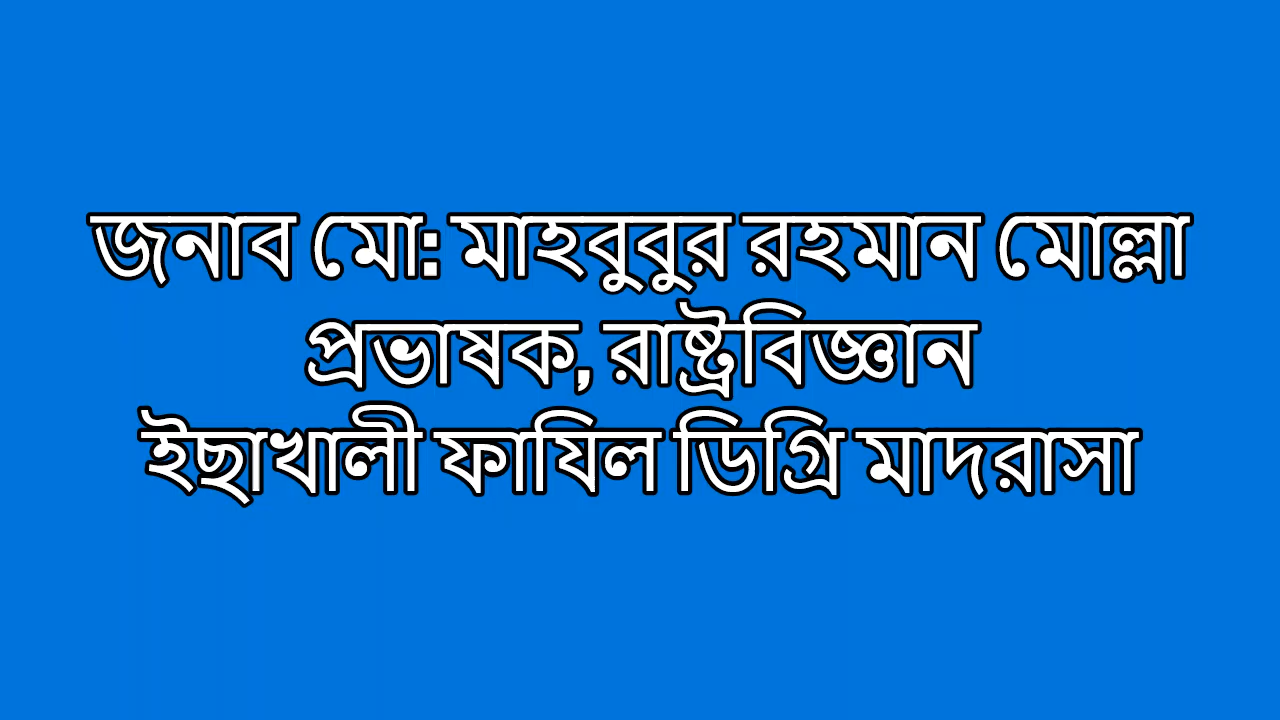 জনাব মো: মাহবুবুর রহমান মোল্লা
প্রভাষক, রাষ্ট্রবিজ্ঞান
ইছাখালী ফাযিল ডিগ্রি মাদরাসা